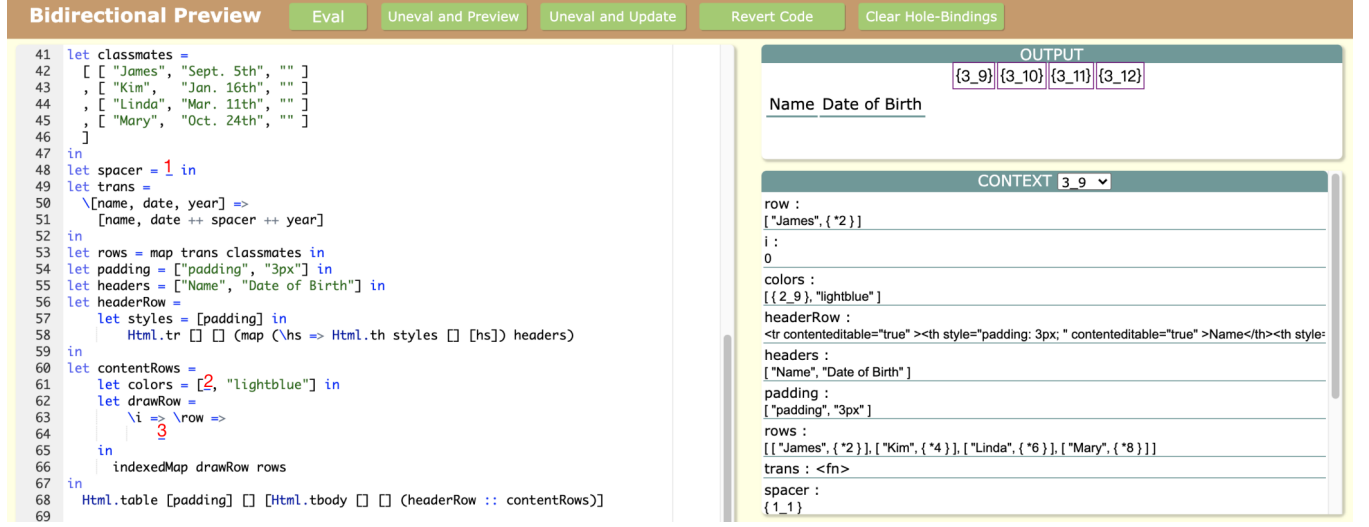 Bidirectional Preview Eval Uneval and Preview Uneval and Update Revert Code Clear Hole-Bindings
41 let classmates =
42 [ [ "James", "Sept. 5th", "" ]
43 , [ "Kim", "Jan. 16th", "" ]
44 , [ "Linda", "Mar. 11th", "" ]
45 , [ "Mary", "Oct. 24th", "" ]
46 ]
47 in
48 let spacer = 1 in
49 let trans =
50 \[name, date, year] =>
51 [name, date ++ spacer ++ year]
52 in
53 let rows = map trans classmates in
54 let padding = ["padding", "3px"] in
55 let headers = ["Name", "Date of Birth"] in
56 let headerRow =
57 let styles = [padding] in
58 Html.tr [] [] (map (\hs => Html.th styles [] [hs]) headers)
59 in
60 let contentRows =
61 let colors = [2, "lightblue"] in
62 let drawRow =
63 \i => \row =>
64 3
65 in
66 indexedMap drawRow rows
67 in
68 Html.table [padding] [] [Html.tbody [] [] (headerRow :: contentRows)]
69
OUTPUT
{3_9} {3_10} {3_11} {3_12}
Name Date of Birth
CONTEXT 3_9
row :
[ "James", { *2 } ]
i :
0
colors :
[ { 2_9 }, "lightblue" ]
headerRow :
<tr contenteditable="true" ><th style="padding: 3px; " contenteditable="true" >Name</th><th style=
headers :
[ "Name", "Date of Birth" ]
padding :
[ "padding", "3px" ]
rows :
[ [ "James", { *2 } ], [ "Kim", { *4 } ], [ "Linda", { *6 } ], [ "Mary", { *8 } ] ]
trans : <fn>
spacer :
{ 1_1 }